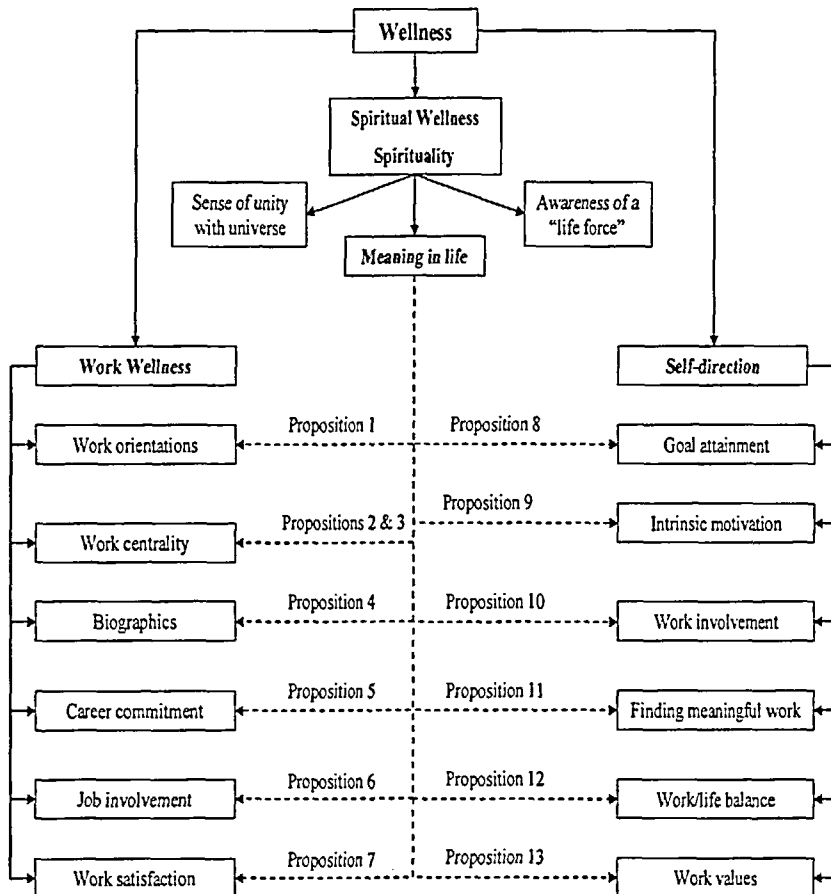 Wellness
Spiritual Wellness
Spirituality
Sense of unity
with universe
Awareness of a
"life force"
Meaning in life
Work Wellness
Self-direction
Work orientations
Proposition 1
Proposition 8
Goal attainment
Work centrality
Propositions 2 & 3
Proposition 9
Intrinsic motivation
Biographics
Proposition 4
Proposition 10
Work involvement
Career commitment
Proposition 5
Proposition 11
Finding meaningful work
Job involvement
Proposition 6
Proposition 12
Work/life balance
Work satisfaction
Proposition 7
Proposition 13
Work values